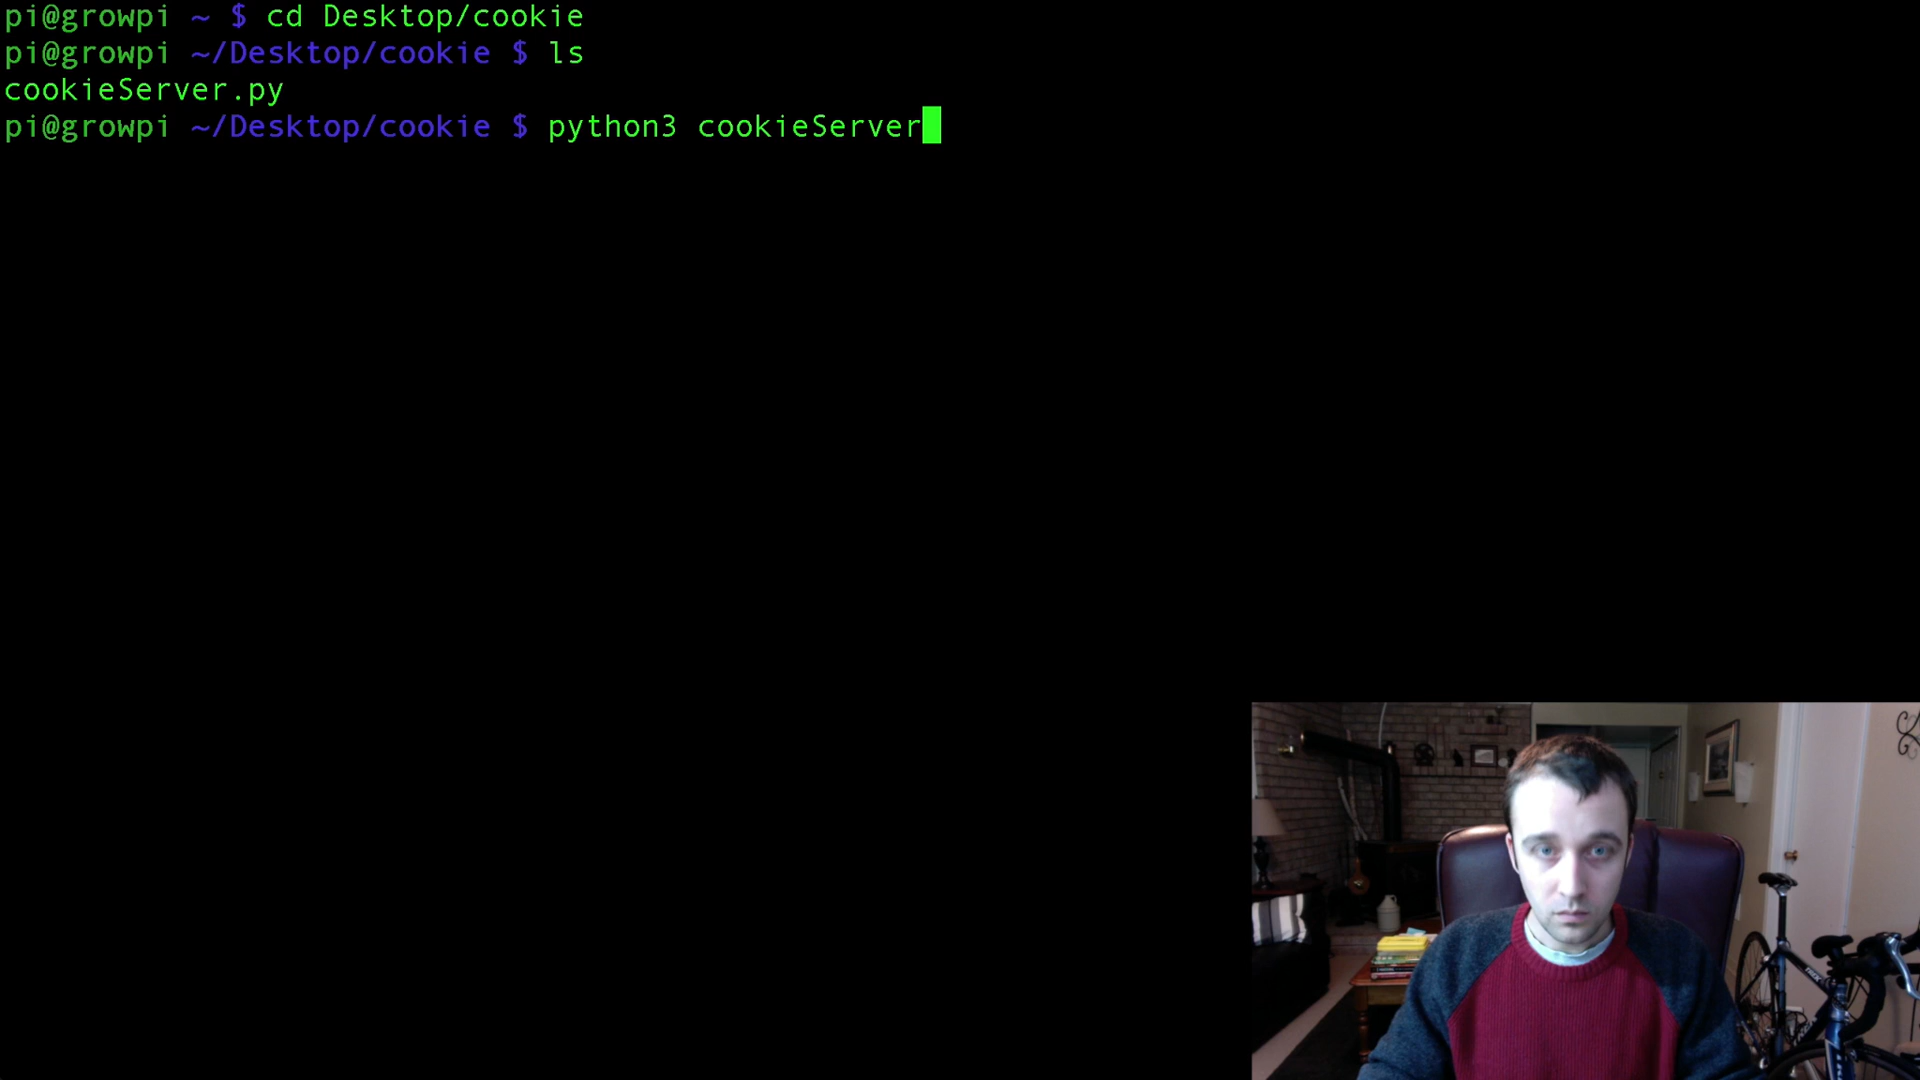 pi@growpi ~ $ cd Desktop/cookie
pi@growpi ~/Desktop/cookie $ ls
cookieServer.py
pi@growpi ~/Desktop/cookie $ python3 cookieServer